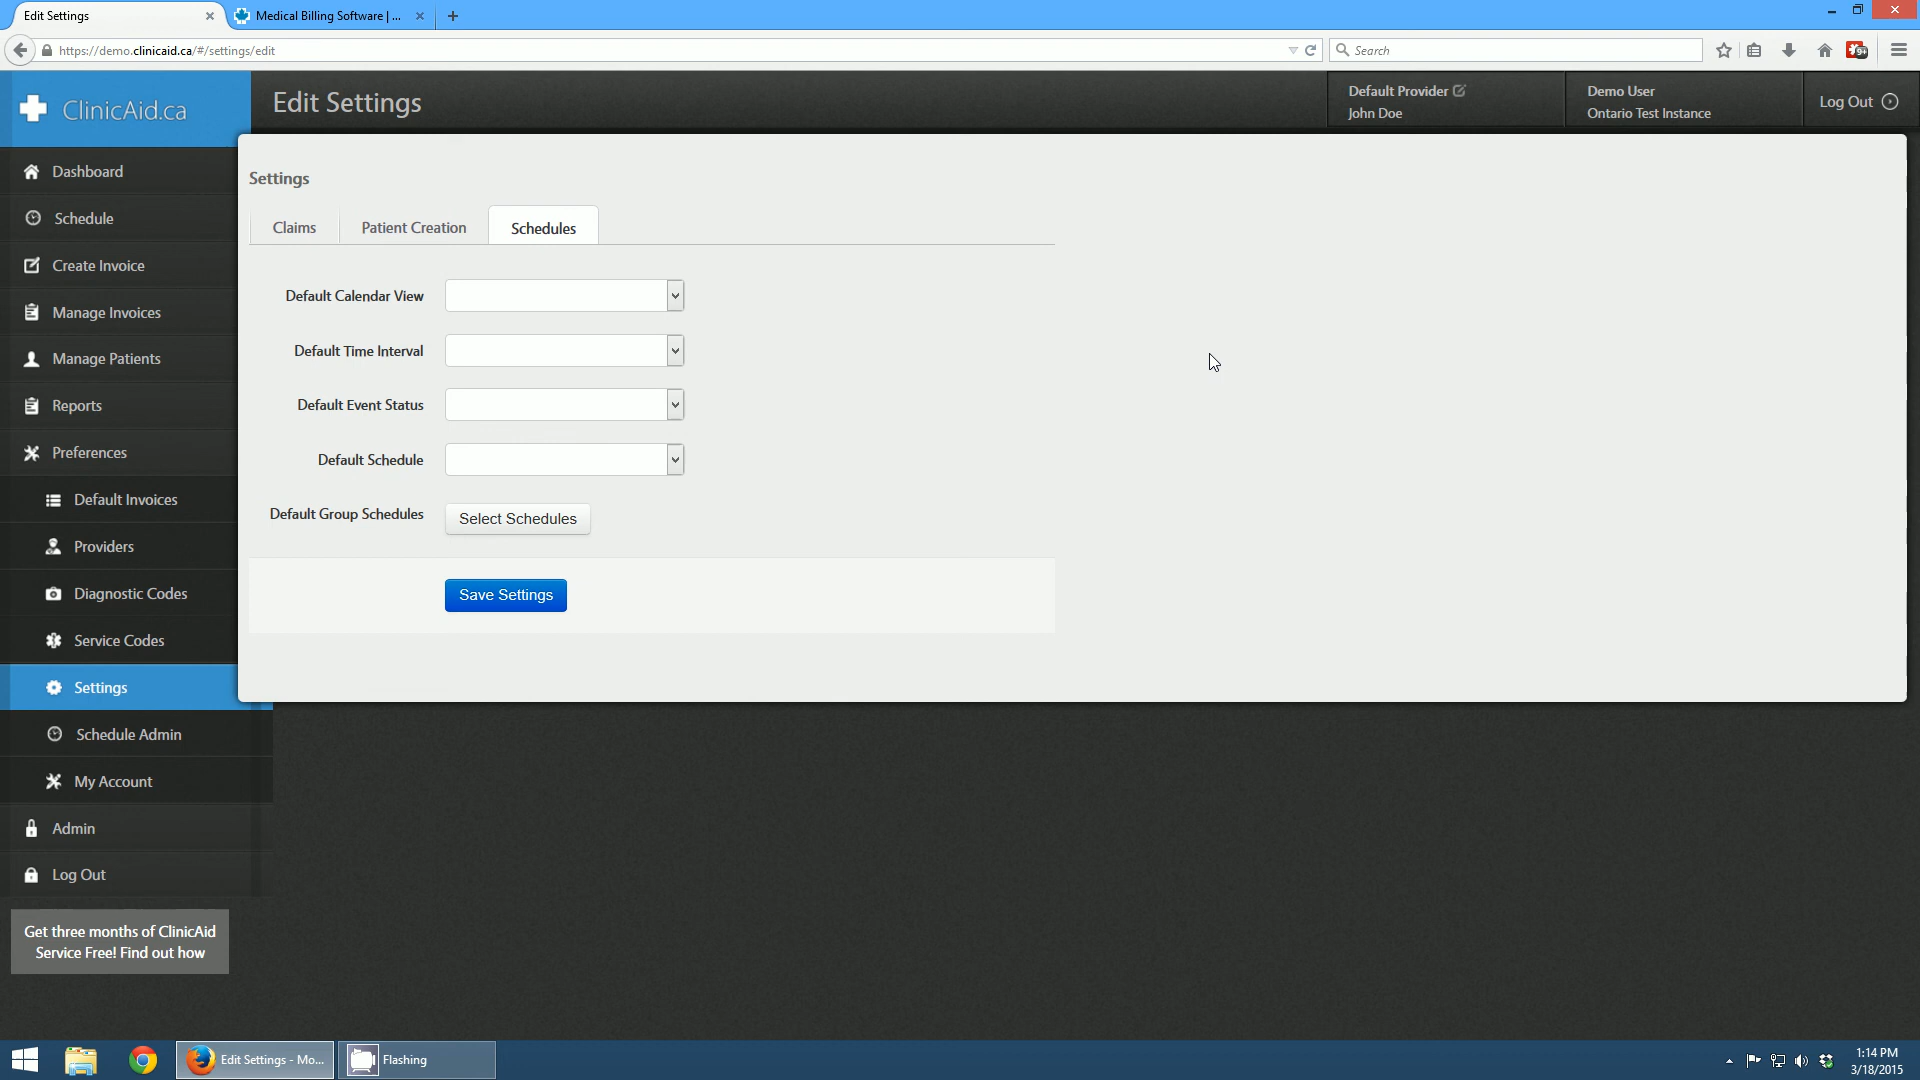 Edit Settings
Medical Billing Software | ...
https://demo.clinicaid.ca/#/settings/edit
Search
9+
ClinicAid.ca
Edit Settings
Default Provider
John Doe
Demo User
Ontario Test Instance
Log Out
Dashboard
Schedule
Create Invoice
Manage Invoices
Manage Patients
Reports
Preferences
Default Invoices
Providers
Diagnostic Codes
Service Codes
Settings
Schedule Admin
My Account
Admin
Log Out
Get three months of ClinicAid
Service Free! Find out how
Settings
Claims
Patient Creation
Schedules
Default Calendar View
Default Time Interval
Default Event Status
Default Schedule
Default Group Schedules
Select Schedules
Save Settings
Edit Settings - Mo...
Flashing
1:14 PM
3/18/2015